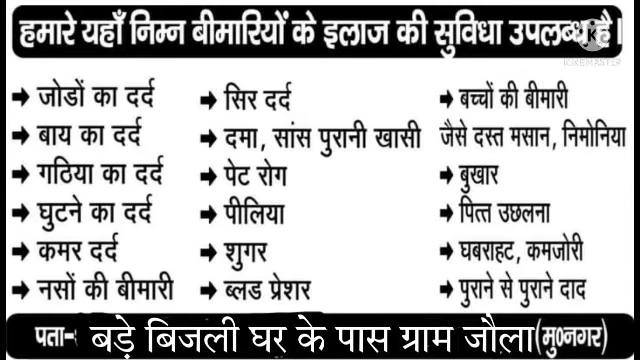 हमारे यहाँ निम्न बीमारियों के इलाज की सुविधा उपलब्ध है।
KINEMASTER
➔ जोडों का दर्द
➔ बाय का दर्द
➔ गठिया का दर्द
➔ घुटने का दर्द
➔ कमर दर्द
➔ नसों की बीमारी
➔ सिर दर्द
➔ दमा, सांस पुरानी खासी
➔ पेट रोग
➔ पीलिया
➔ शुगर
➔ ब्लड प्रेशर
➔ बच्चों की बीमारी
जैसे दस्त मसान, निमोनिया
➔ बुखार
➔ पित्त उछलना
➔ घबराहट, कमजोरी
➔ पुराने से पुराने दाद
पता- बड़े बिजली घर के पास ग्राम जौला (मु०नगर)